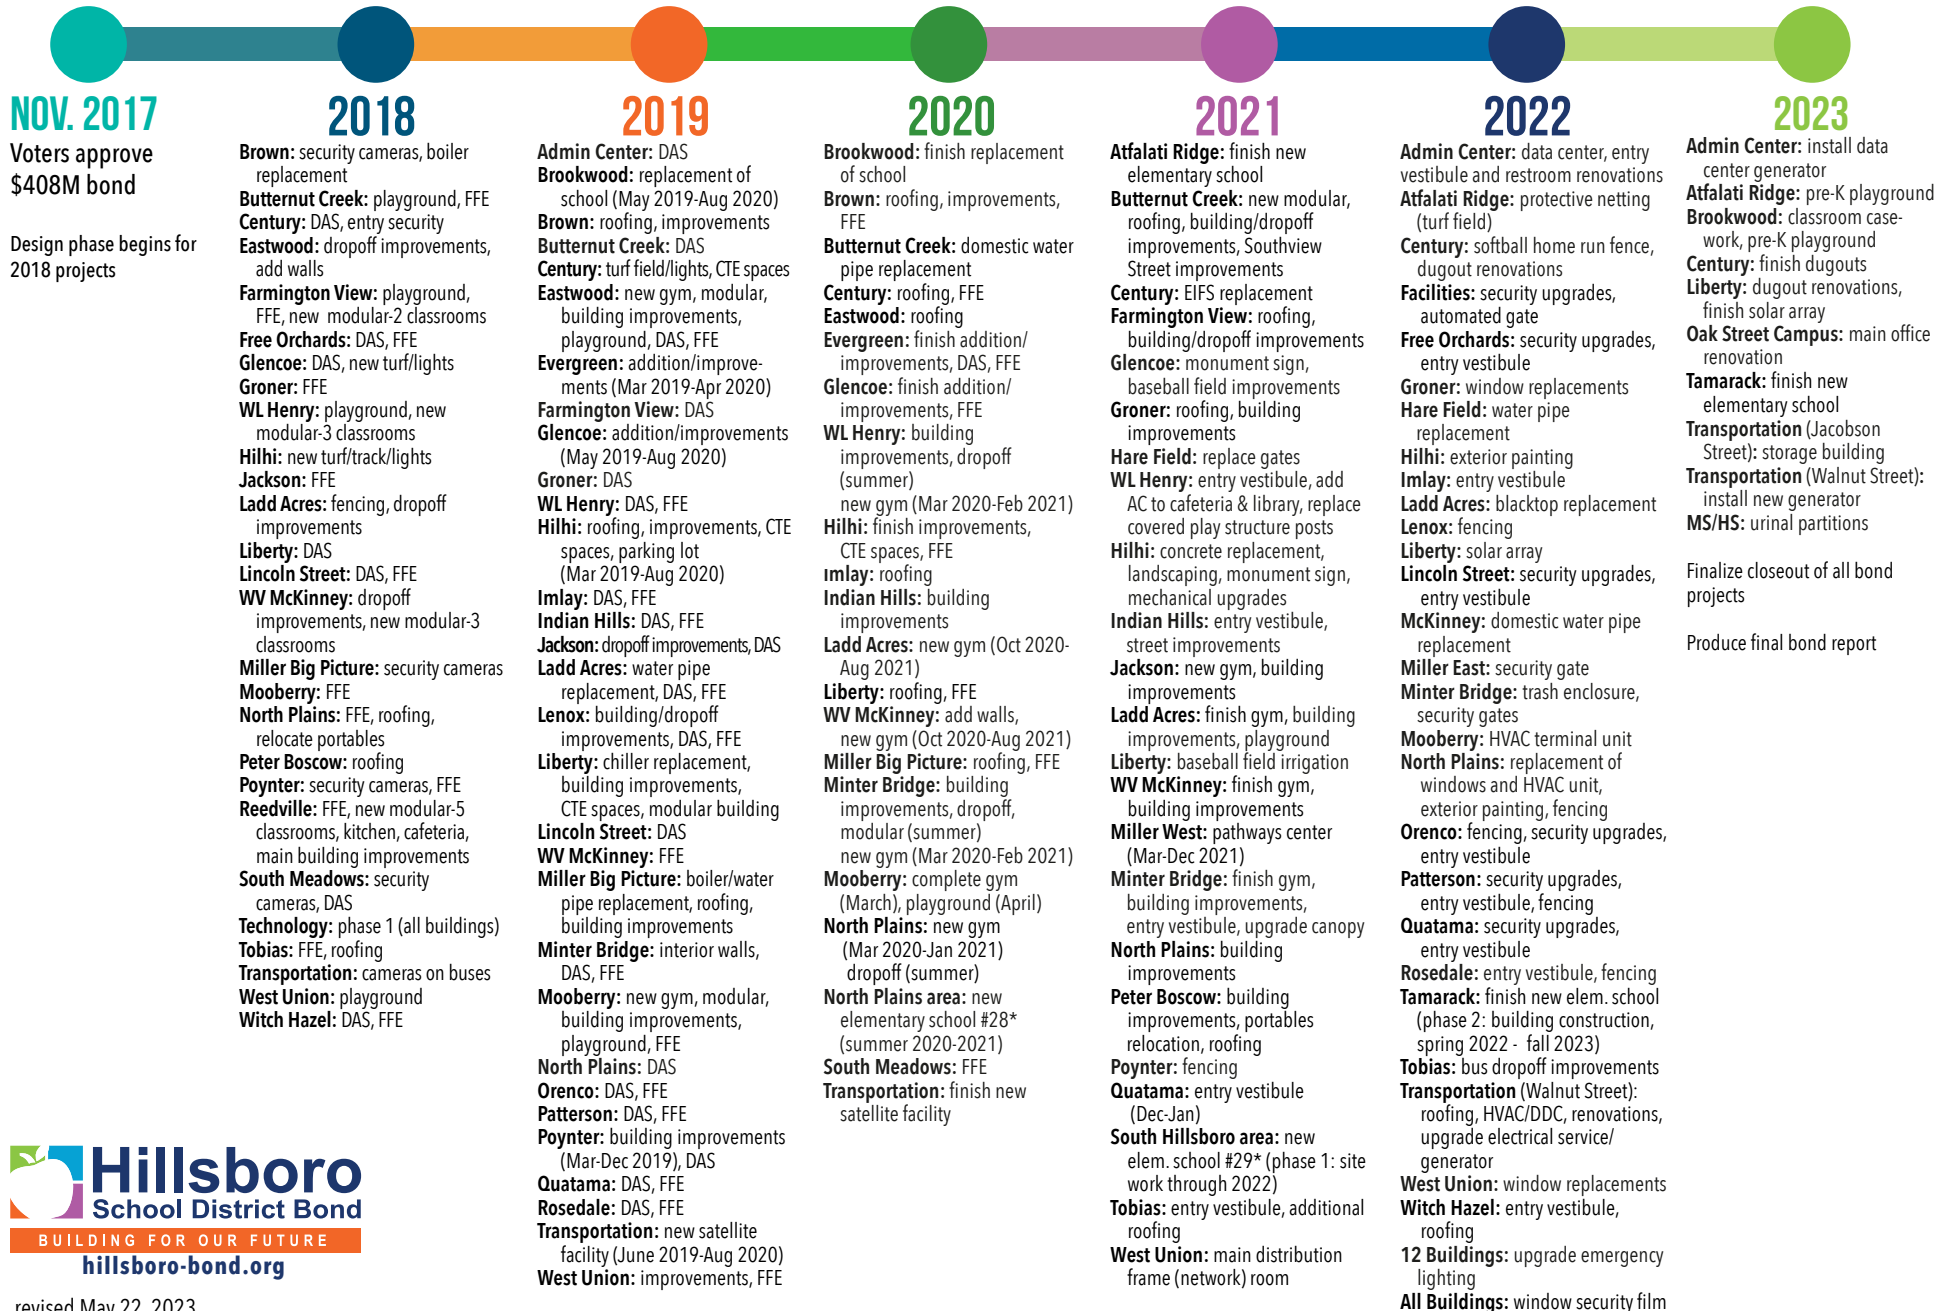 NOV. 2017
Voters approve
$408M bond
Design phase begins for
2018 projects
2018
Brown: security cameras, boiler
replacement
Butternut Creek: playground, FFE
Century: DAS, entry security
Eastwood: dropoff improvements,
add walls
Farmington View: playground,
FFE, new modular-2 classrooms
Free Orchards: DAS, FFE
Glencoe: DAS, new turf/lights
Groner: FFE
WL Henry: playground, new
modular-3 classrooms
Hilhi: new turf/track/lights
Jackson: FFE
Ladd Acres: fencing, dropoff
improvements
Liberty: DAS
Lincoln Street: DAS, FFE
WV McKinney: dropoff
improvements, new modular-3
classrooms
Miller Big Picture: security cameras
Mooberry: FFE
North Plains: FFE, roofing,
relocate portables
Peter Boscow: roofing
Poynter: security cameras, FFE
Reedville: FFE, new modular-5
classrooms, kitchen, cafeteria,
main building improvements
South Meadows: security
cameras, DAS
Technology: phase 1 (all buildings)
Tobias: FFE, roofing
Transportation: cameras on buses
West Union: playground
Witch Hazel: DAS, FFE
2019
Admin Center: DAS
Brookwood: replacement of
school (May 2019-Aug 2020)
Brown: roofing, improvements
Butternut Creek: DAS
Century: turf field/lights, CTE spaces
Eastwood: new gym, modular,
building improvements,
playground, DAS, FFE
Evergreen: addition/improve-
ments (Mar 2019-Apr 2020)
Farmington View: DAS
Glencoe: addition/improvements
(May 2019-Aug 2020)
Groner: DAS
WL Henry: DAS, FFE
Hilhi: roofing, improvements, CTE
spaces, parking lot
(Mar 2019-Aug 2020)
Imlay: DAS, FFE
Indian Hills: DAS, FFE
Jackson: dropoff improvements, DAS
Ladd Acres: water pipe
replacement, DAS, FFE
Lenox: building/dropoff
improvements, DAS, FFE
Liberty: chiller replacement,
building improvements,
CTE spaces, modular building
Lincoln Street: DAS
WV McKinney: FFE
Miller Big Picture: boiler/water
pipe replacement, roofing,
building improvements
Minter Bridge: interior walls,
DAS, FFE
Mooberry: new gym, modular,
building improvements,
playground, FFE
North Plains: DAS
Orenco: DAS, FFE
Patterson: DAS, FFE
Poynter: building improvements
(Mar-Dec 2019), DAS
Quatama: DAS, FFE
Rosedale: DAS, FFE
Transportation: new satellite
facility (June 2019-Aug 2020)
West Union: improvements, FFE
2020
Brookwood: finish replacement
of school
Brown: roofing, improvements,
FFE
Butternut Creek: domestic water
pipe replacement
Century: roofing, FFE
Eastwood: roofing
Evergreen: finish addition/
improvements, DAS, FFE
Glencoe: finish addition/
improvements, FFE
WL Henry: building
improvements, dropoff
(summer)
new gym (Mar 2020-Feb 2021)
Hilhi: finish improvements,
CTE spaces, FFE
Imlay: roofing
Indian Hills: building
improvements
Ladd Acres: new gym (Oct 2020-
Aug 2021)
Liberty: roofing, FFE
WV McKinney: add walls,
new gym (Oct 2020-Aug 2021)
Miller Big Picture: roofing, FFE
Minter Bridge: building
improvements, dropoff,
modular (summer)
new gym (Mar 2020-Feb 2021)
Mooberry: complete gym
(March), playground (April)
North Plains: new gym
(Mar 2020-Jan 2021)
dropoff (summer)
North Plains area: new
elementary school #28*
(summer 2020-2021)
South Meadows: FFE
Transportation: finish new
satellite facility
2021
Atfalati Ridge: finish new
elementary school
Butternut Creek: new modular,
roofing, building/dropoff
improvements, Southview
Street improvements
Century: EIFS replacement
Farmington View: roofing,
building/dropoff improvements
Glencoe: monument sign,
baseball field improvements
Groner: roofing, building
improvements
Hare Field: replace gates
WL Henry: entry vestibule, add
AC to cafeteria & library, replace
covered play structure posts
Hilhi: concrete replacement,
landscaping, monument sign,
mechanical upgrades
Indian Hills: entry vestibule,
street improvements
Jackson: new gym, building
improvements
Ladd Acres: finish gym, building
improvements, playground
Liberty: baseball field irrigation
WV McKinney: finish gym,
building improvements
Miller West: pathways center
(Mar-Dec 2021)
Minter Bridge: finish gym,
building improvements,
entry vestibule, upgrade canopy
North Plains: building
improvements
Peter Boscow: building
improvements, portables
relocation, roofing
Poynter: fencing
Quatama: entry vestibule
(Dec-Jan)
South Hillsboro area: new
elem. school #29* (phase 1: site
work through 2022)
Tobias: entry vestibule, additional
roofing
West Union: main distribution
frame (network) room
2022
Admin Center: data center, entry
vestibule and restroom renovations
Atfalati Ridge: protective netting
(turf field)
Century: softball home run fence,
dugout renovations
Facilities: security upgrades,
automated gate
Free Orchards: security upgrades,
entry vestibule
Groner: window replacements
Hare Field: water pipe
replacement
Hilhi: exterior painting
Imlay: entry vestibule
Ladd Acres: blacktop replacement
Lenox: fencing
Liberty: solar array
Lincoln Street: security upgrades,
entry vestibule
McKinney: domestic water pipe
replacement
Miller East: security gate
Minter Bridge: trash enclosure,
security gates
Mooberry: HVAC terminal unit
North Plains: replacement of
windows and HVAC unit,
exterior painting, fencing
Orenco: fencing, security upgrades,
entry vestibule
Patterson: security upgrades,
entry vestibule, fencing
Quatama: security upgrades,
entry vestibule
Rosedale: entry vestibule, fencing
Tamarack: finish new elem. school
(phase 2: building construction,
spring 2022 - fall 2023)
Tobias: bus dropoff improvements
Transportation (Walnut Street):
roofing, HVAC/DDC, renovations,
upgrade electrical service/
generator
West Union: window replacements
Witch Hazel: entry vestibule,
roofing
12 Buildings: upgrade emergency
lighting
All Buildings: window security film
2023
Admin Center: install data
center generator
Atfalati Ridge: pre-K playground
Brookwood: classroom case-
work, pre-K playground
Century: finish dugouts
Liberty: dugout renovations,
finish solar array
Oak Street Campus: main office
renovation
Tamarack: finish new
elementary school
Transportation (Jacobson
Street): storage building
Transportation (Walnut Street):
install new generator
MS/HS: urinal partitions
Finalize closeout of all bond
projects
Produce final bond report
Hillsboro
School District Bond
BUILDING FOR OUR FUTURE
hillsboro-bond.org
revised May 22, 2023